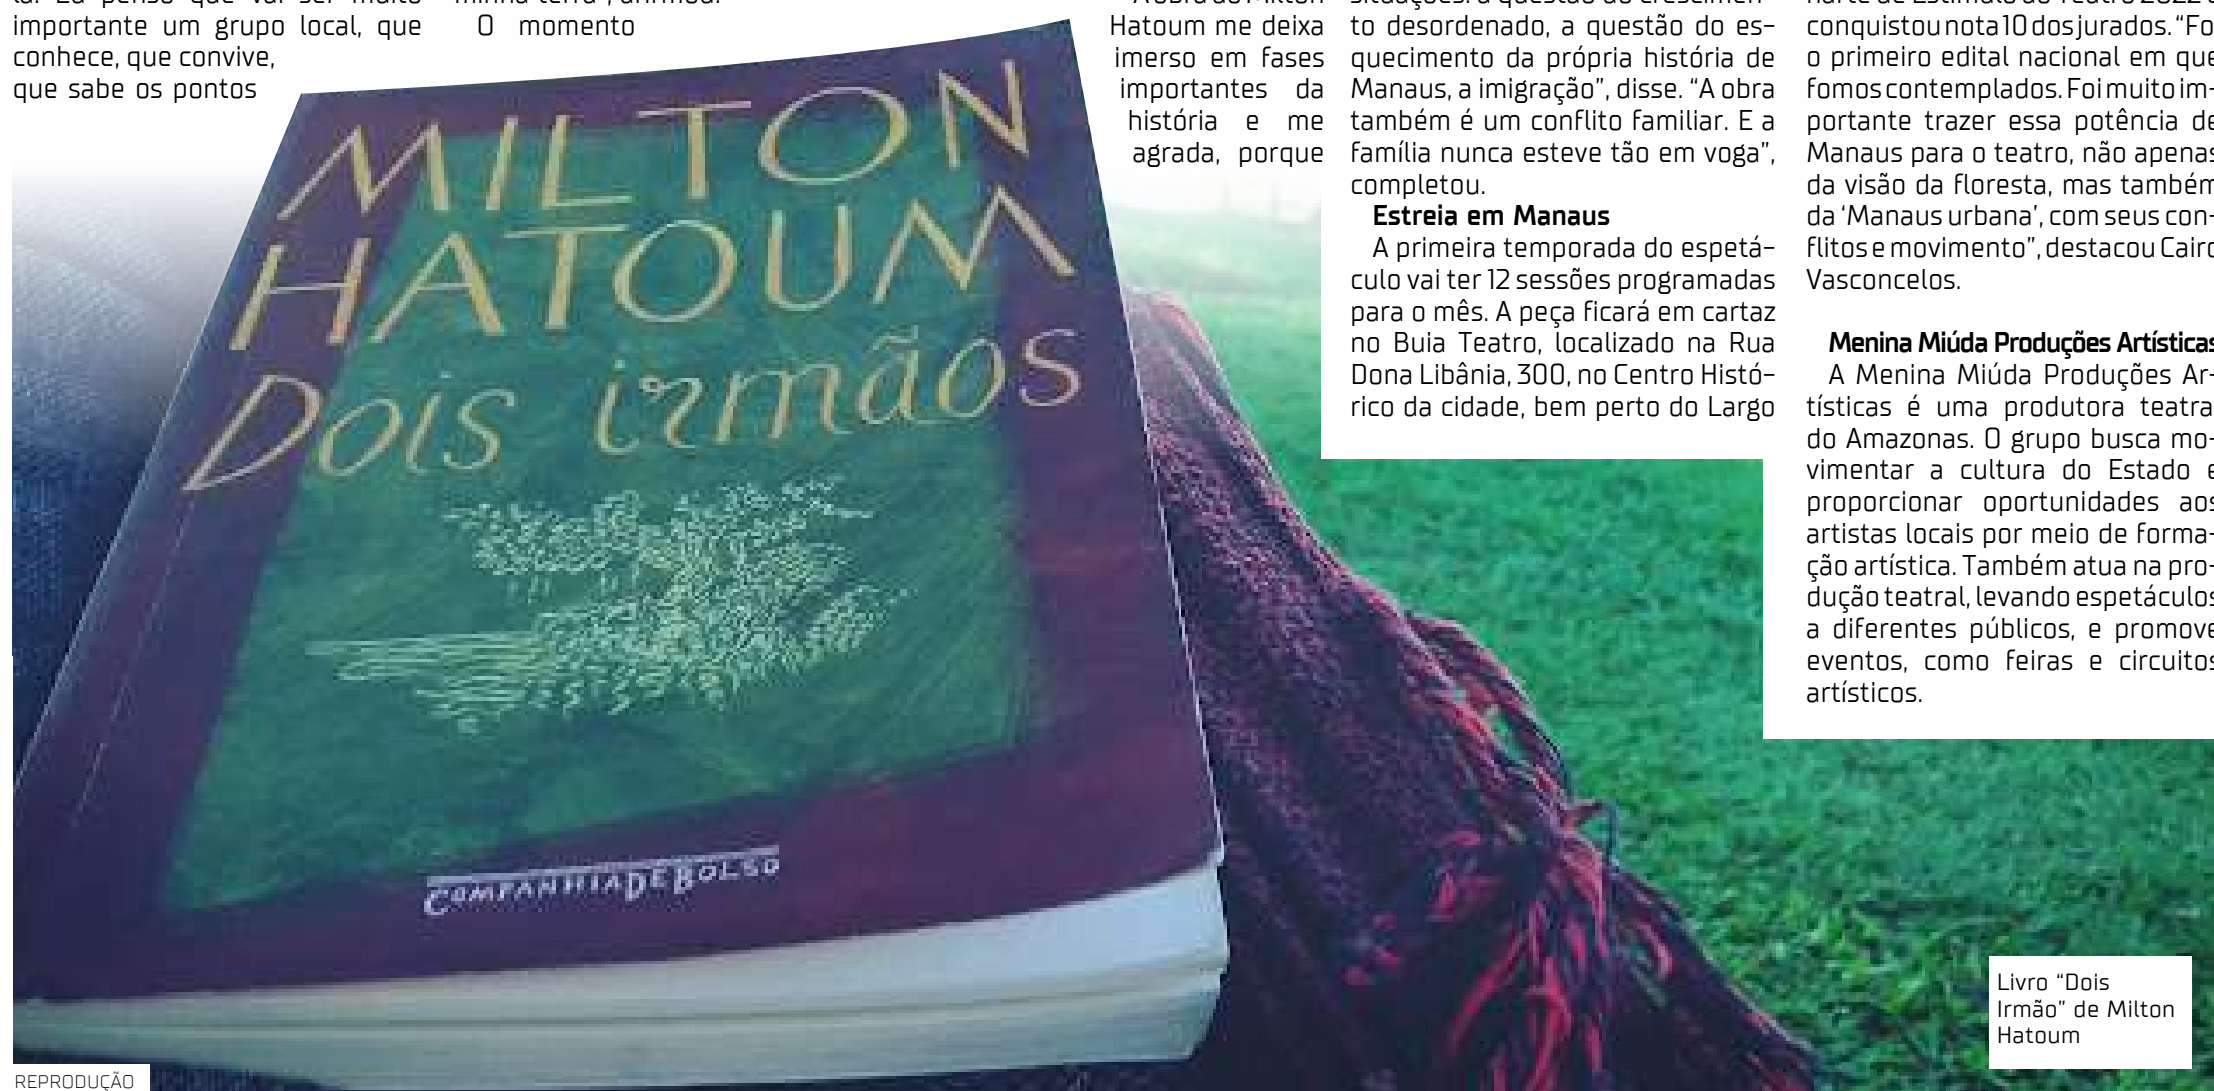 importante um grupo local, que
conhece, que convive,
que sabe os pontos
O momento
Hatoum me deixa
imerso em fases
importantes da
história e me
agrada, porque
to desordenado, a questão do es-
quecimento da própria história de
Manaus, a imigração”, disse. “A obra
também é um conflito familiar. E a
família nunca esteve tão em voga”,
completou.
Estreia em Manaus
A primeira temporada do espetá-
culo vai ter 12 sessões programadas
para o mês. A peça ficará em cartaz
no Buia Teatro, localizado na Rua
Dona Libânia, 300, no Centro Histó-
rico da cidade, bem perto do Largo
conquistou nota 10 dos jurados. “Foi
o primeiro edital nacional em que
fomos contemplados. Foi muito im-
portante trazer essa potência de
Manaus para o teatro, não apenas
da visão da floresta, mas também
da ‘Manaus urbana’, com seus con-
flitos e movimento”, destacou Cairo
Vasconcelos.
Menina Miúda Produções Artísticas
A Menina Miúda Produções Ar-
tísticas é uma produtora teatral
do Amazonas. O grupo busca mo-
vimentar a cultura do Estado e
proporcionar oportunidades aos
artistas locais por meio de forma-
ção artística. Também atua na pro-
dução teatral, levando espetáculos
a diferentes públicos, e promove
eventos, como feiras e circuitos
artísticos.
MILTON
HATOUM
Dois irmãos
COMPANHIA DE BOLSO
Livro “Dois
Irmão” de Milton
Hatoum
REPRODUÇÃO